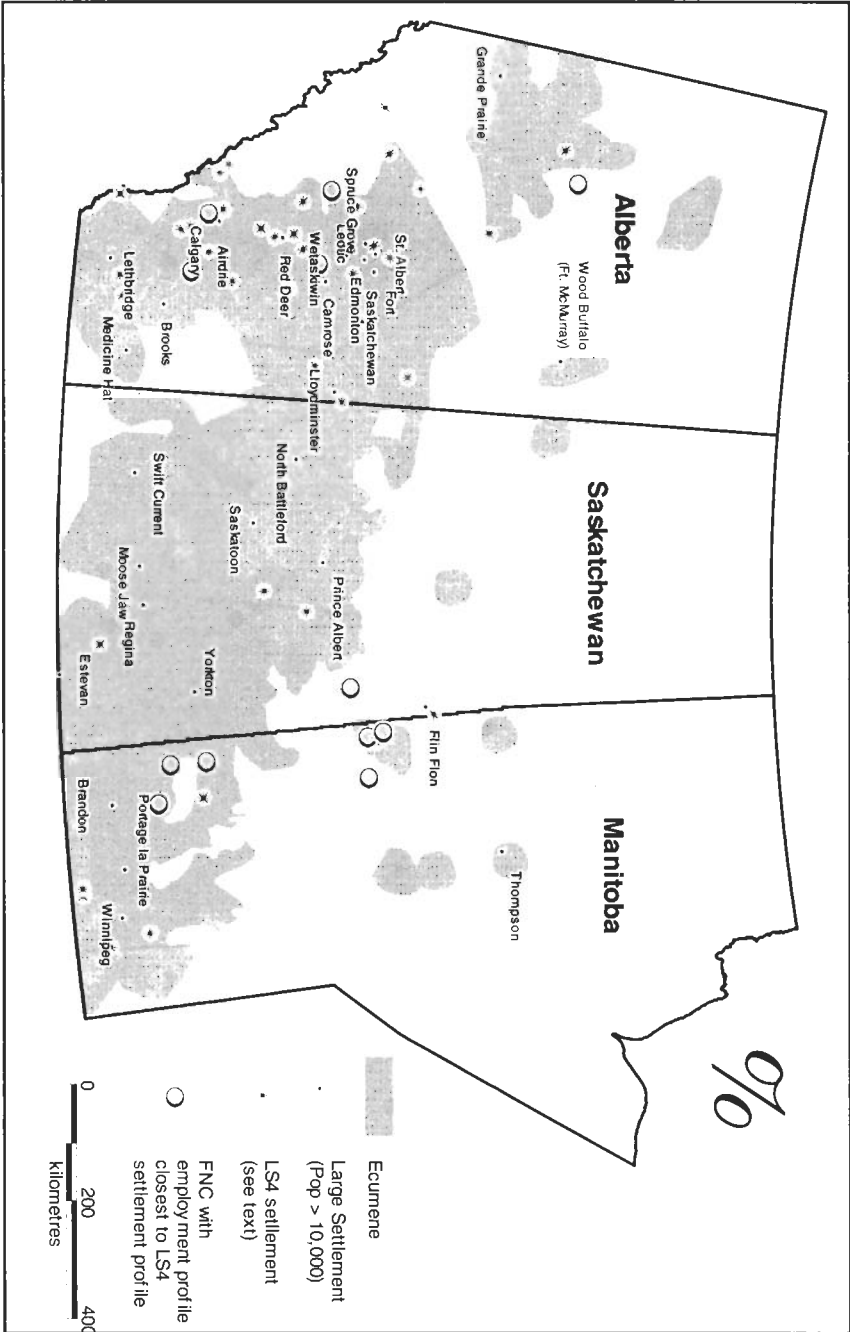 Alberta
Saskatchewan
Manitoba
%
Grande Prairie
Wood Buffalo
(Ft. McMurray)
St. Albert
Fort
Saskatchewan
Spruce Grove
Leduc
Edmonton
Wetaskiwin
Camrose
Lloydminster
Red Deer
Airdrie
Calgary
Brooks
Lethbridge
Medicine Hat
North Battleford
Prince Albert
Saskatoon
Swift Current
Moose Jaw
Regina
Yorkton
Estevan
Flin Flon
Thompson
Brandon
Portage la Prairie
Winnipeg
Ecumene
Large Settlement
(Pop > 10,000)
LS4 settlement
(see text)
FNC with
employment profile
closest to LS4
settlement profile
0 200 400
kilometres